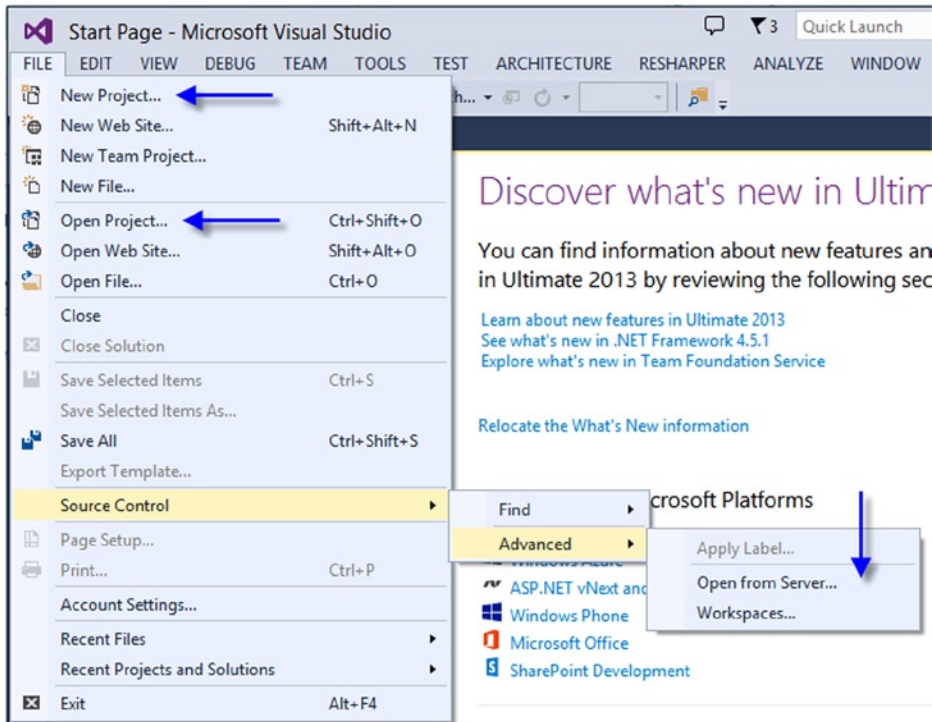 Start Page - Microsoft Visual Studio
3
Quick Launch
FILE EDIT VIEW DEBUG TEAM TOOLS TEST ARCHITECTURE RESHARPER ANALYZE WINDOW
New Project...
h...
New Web Site... Shift+Alt+N
New Team Project...
New File...
Open Project... Ctrl+Shift+O
Open Web Site... Shift+Alt+O
Open File... Ctrl+O
Close
Close Solution
Save Selected Items Ctrl+S
Save Selected Items As...
Save All Ctrl+Shift+S
Export Template...
Source Control
Page Setup...
Print... Ctrl+P
Account Settings...
Recent Files
Recent Projects and Solutions
Exit Alt+F4
Find
Advanced
Apply Label...
Open from Server...
Workspaces...
Discover what's new in Ultim
You can find information about new features an
in Ultimate 2013 by reviewing the following sec
Learn about new features in Ultimate 2013
See what's new in .NET Framework 4.5.1
Explore what's new in Team Foundation Service
Relocate the What's New information
crosoft Platforms
Windows Azure
ASP.NET vNext and
Windows Phone
Microsoft Office
SharePoint Development